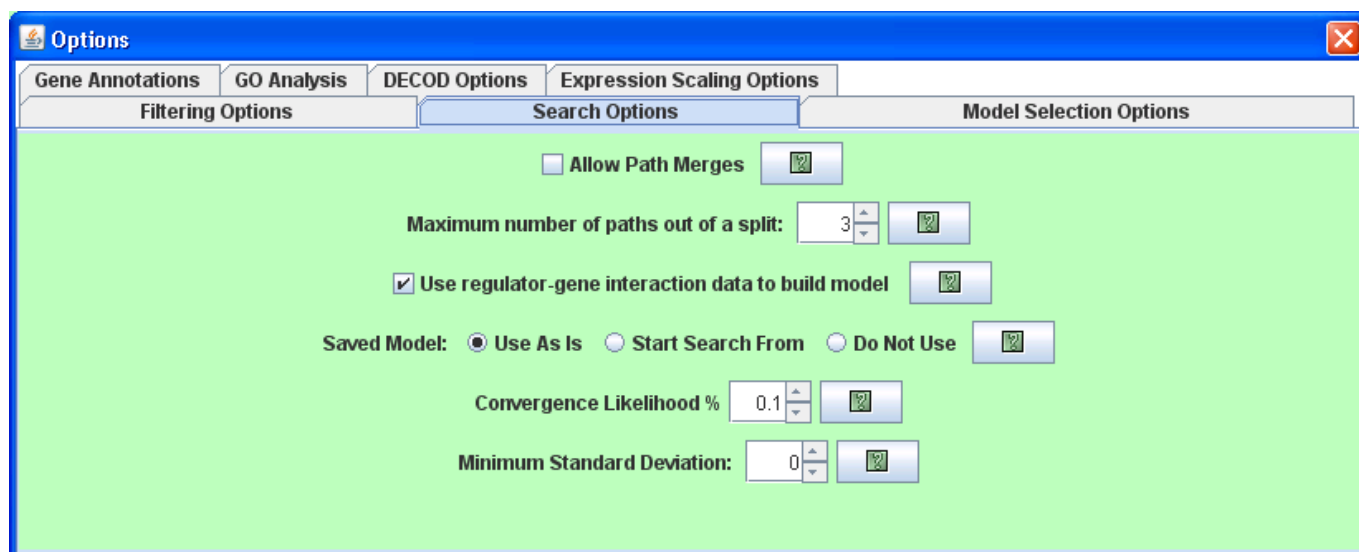 Options
Gene Annotations GO Analysis DECOD Options Expression Scaling Options
Filtering Options Search Options Model Selection Options
Allow Path Merges ?
Maximum number of paths out of a split: 3 ?
Use regulator-gene interaction data to build model ?
Saved Model: Use As Is Start Search From Do Not Use ?
Convergence Likelihood % 0.1 ?
Minimum Standard Deviation: 0 ?